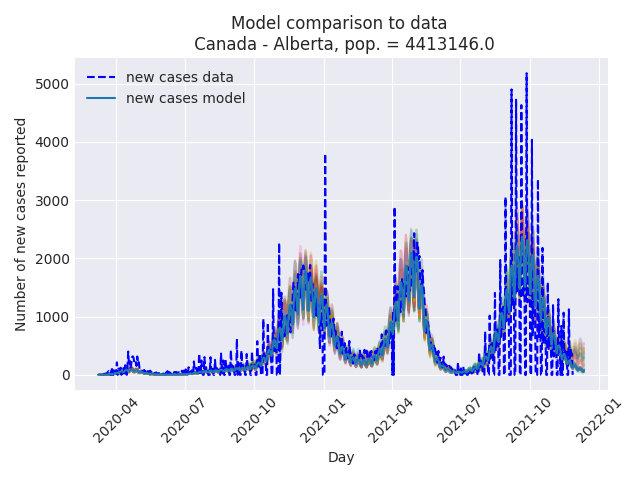 Model comparison to data
Canada - Alberta, pop. = 4413146.0
new cases data
new cases model
Number of new cases reported
5000
4000
3000
2000
1000
0
2020-04
2020-07
2020-10
2021-01
2021-04
2021-07
2021-10
2022-01
Day